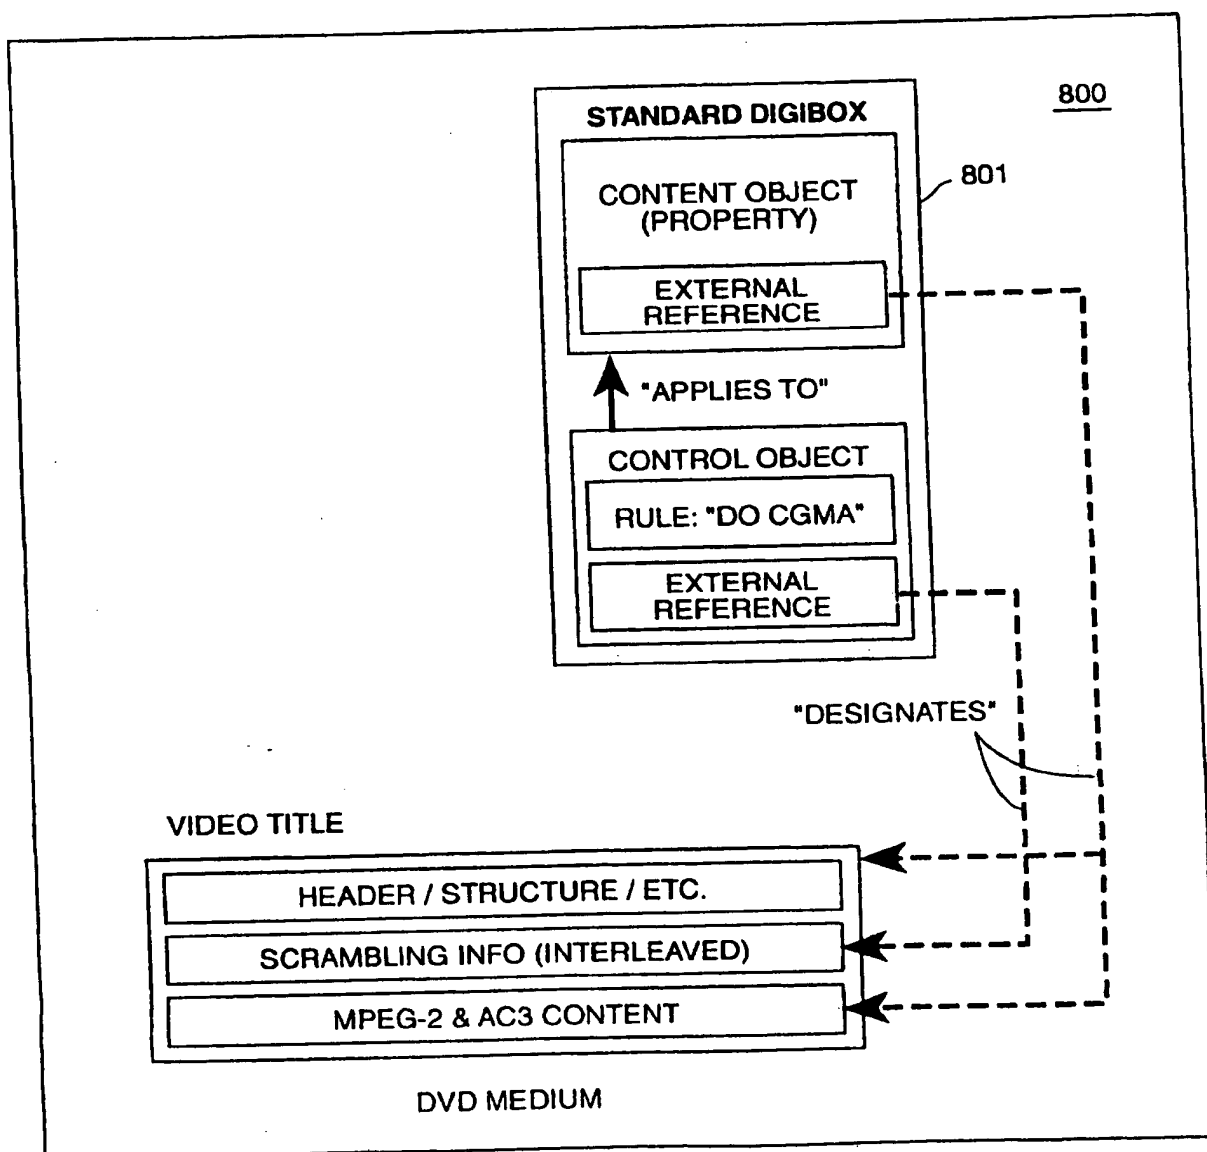 800
STANDARD DIGIBOX
801
CONTENT OBJECT
(PROPERTY)
EXTERNAL
REFERENCE
"APPLIES TO"
CONTROL OBJECT
RULE: "DO CGMA"
EXTERNAL
REFERENCE
"DESIGNATES"
VIDEO TITLE
HEADER / STRUCTURE / ETC.
SCRAMBLING INFO (INTERLEAVED)
MPEG-2 & AC3 CONTENT
DVD MEDIUM